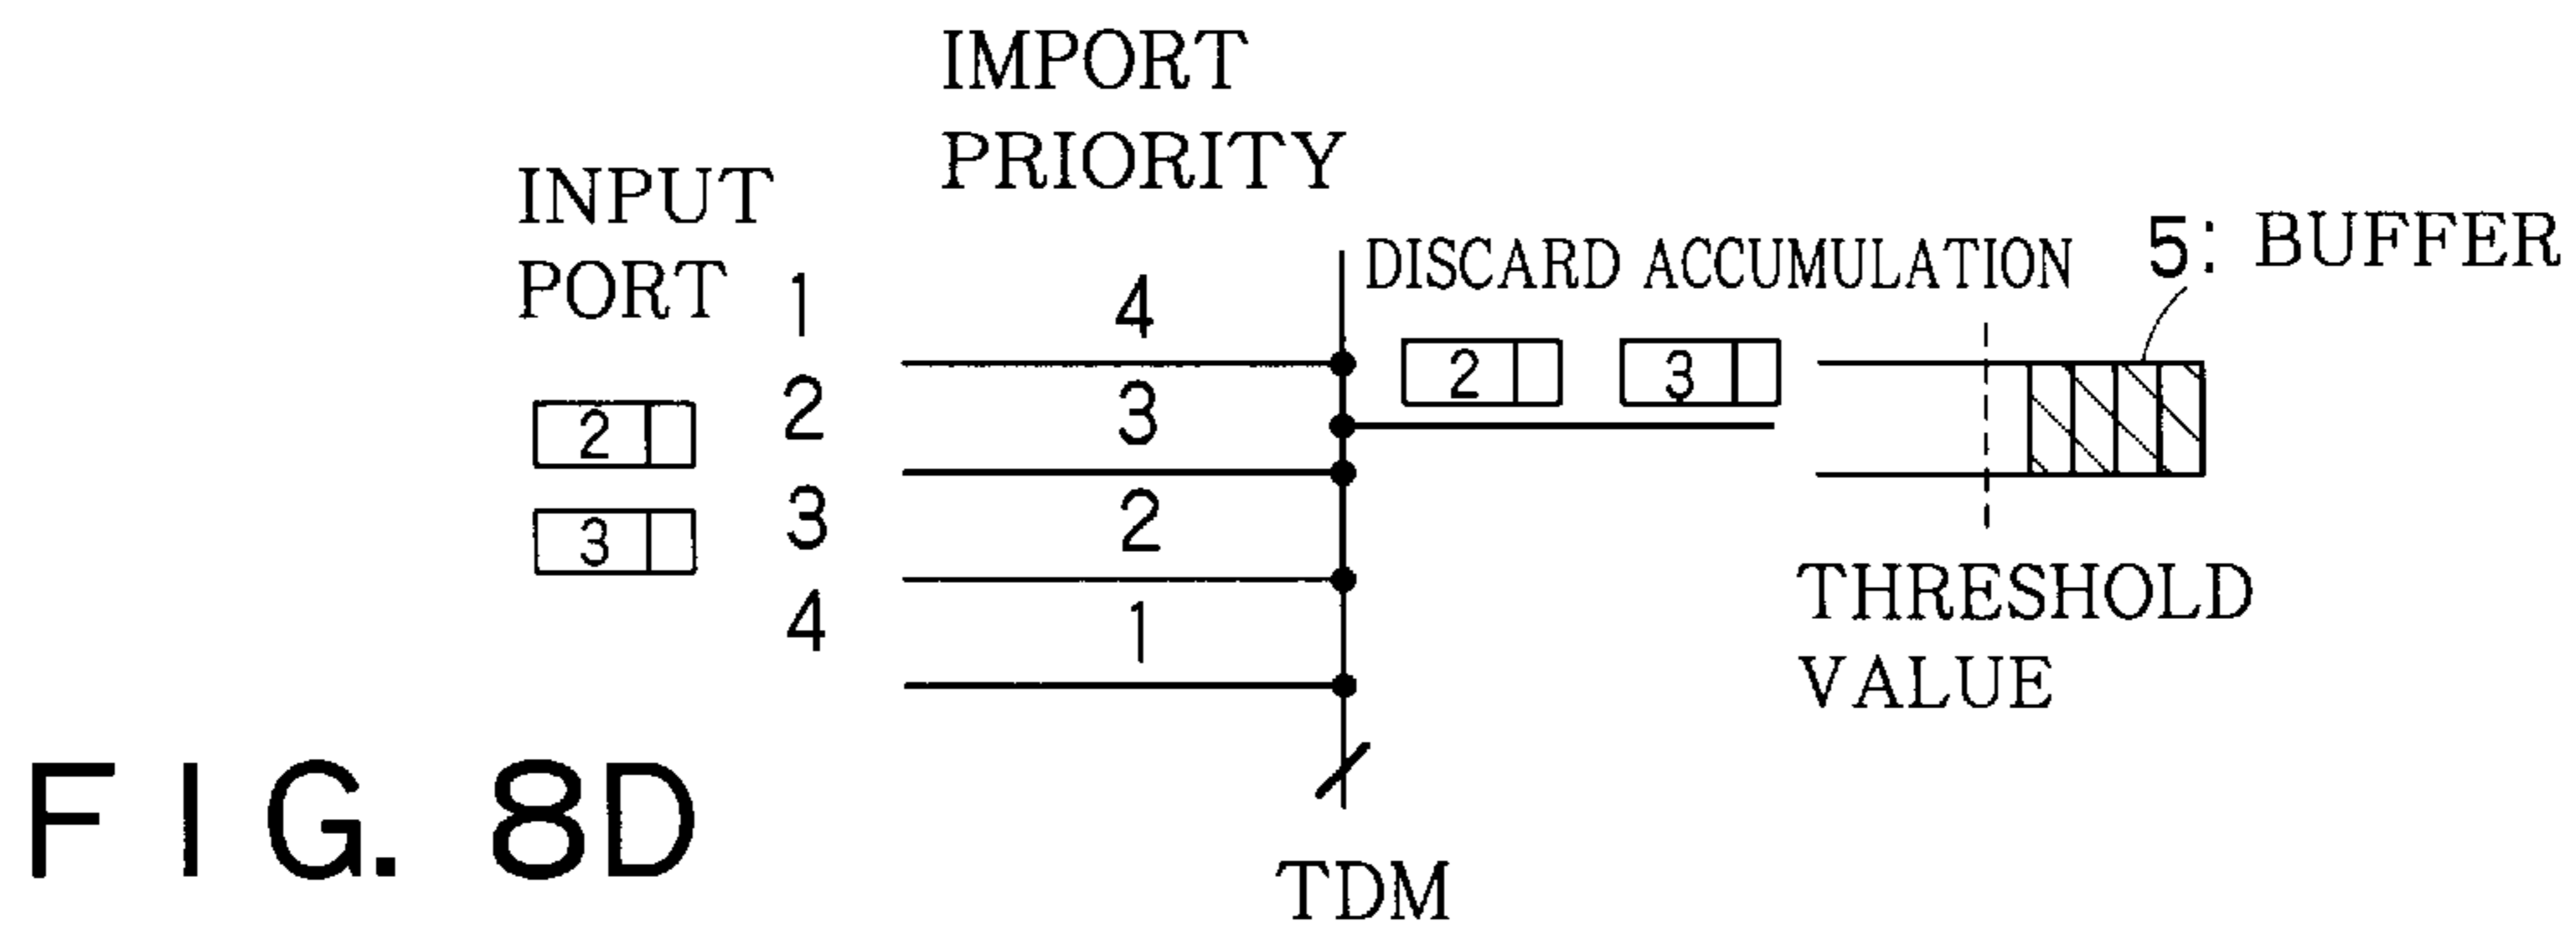 IMPORT
PRIORITY
INPUT
PORT
1
4
DISCARD ACCUMULATION
5: BUFFER
2
3
2
2
3
3
3
2
4
1
THRESHOLD
VALUE
TDM
FIG. 8D